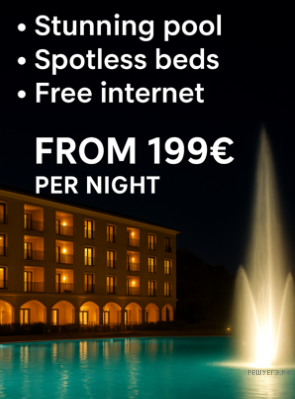 • Stunning pool
• Spotless beds
• Free internet
FROM 199€
PER NIGHT